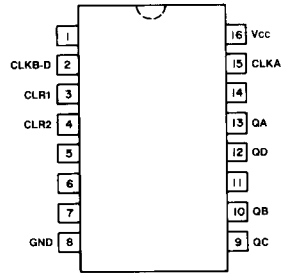 1 16 Vcc
CLKB-D 2 15 CLKA
CLR1 3 14
CLR2 4 13 QA
5 12 QD
6 11
7 10 QB
GND 8 9 QC